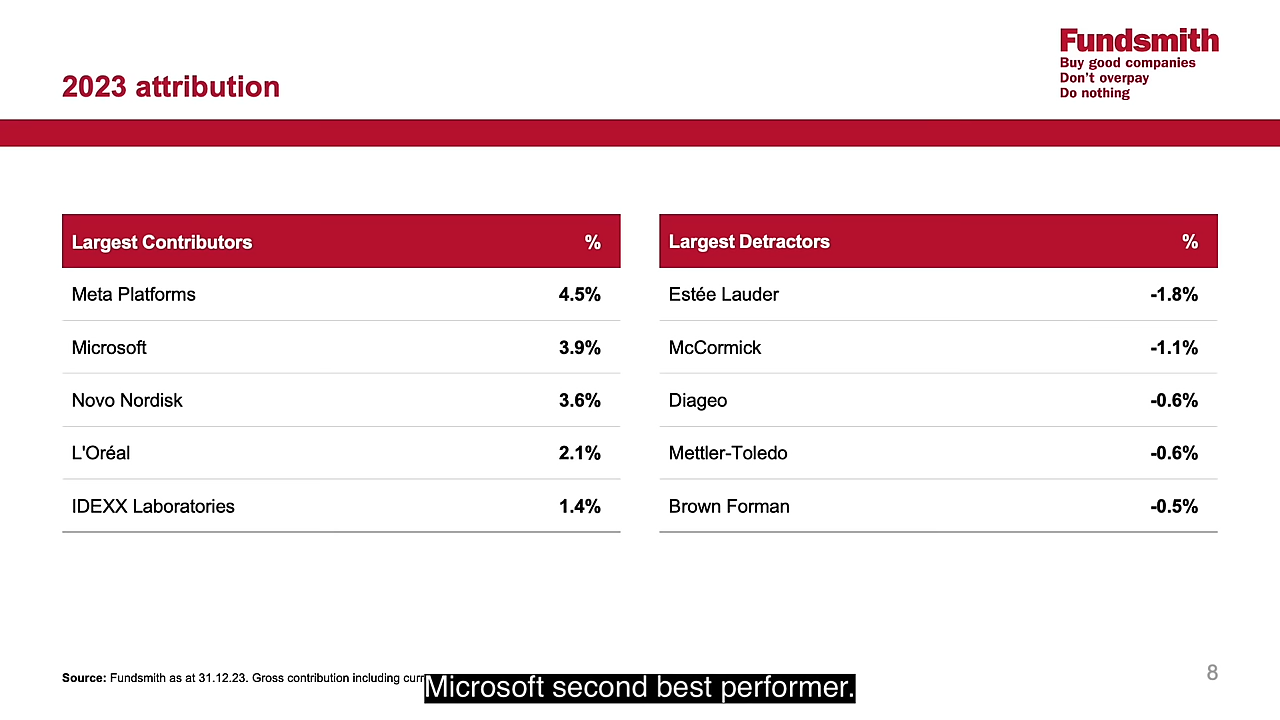 Fundsmith
Buy good companies
Don't overpay
Do nothing
2023 attribution
Largest Contributors %
Meta Platforms 4.5%
Microsoft 3.9%
Novo Nordisk 3.6%
L'Oréal 2.1%
IDEXX Laboratories 1.4%
Largest Detractors %
Estée Lauder -1.8%
McCormick -1.1%
Diageo -0.6%
Mettler-Toledo -0.6%
Brown Forman -0.5%
Source: Fundsmith as at 31.12.23. Gross contribution including
Microsoft second best performer.
8